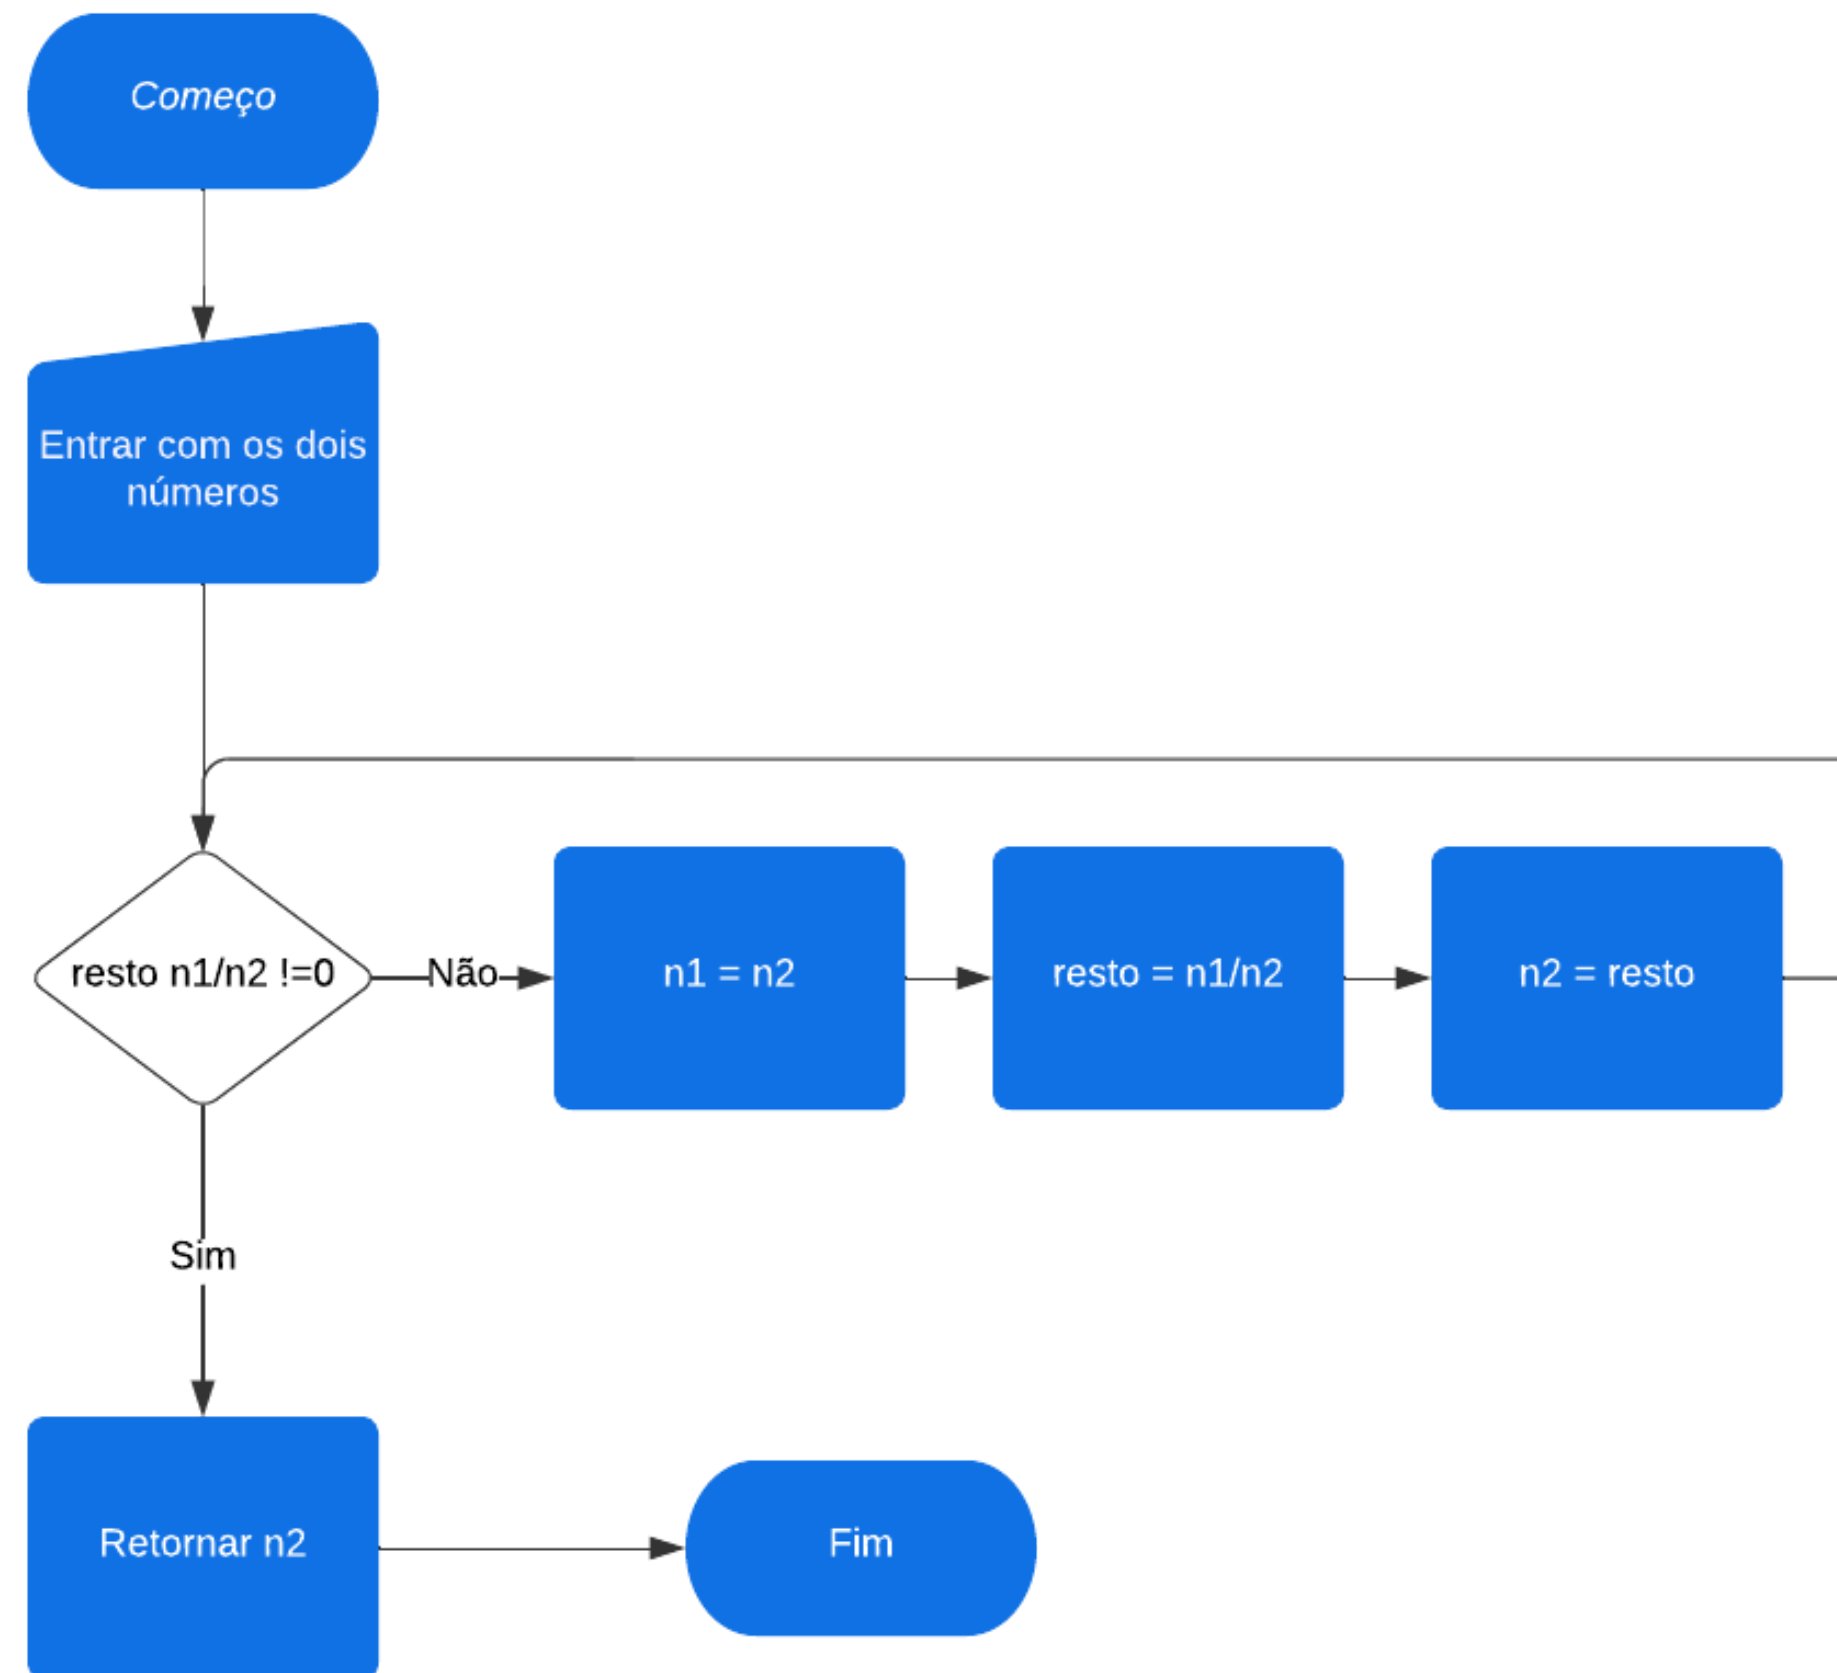 Começo
Entrar com os dois
números
resto n1/n2 !=0
Não
n1 = n2
resto = n1/n2
n2 = resto
Sim
Retornar n2
Fim